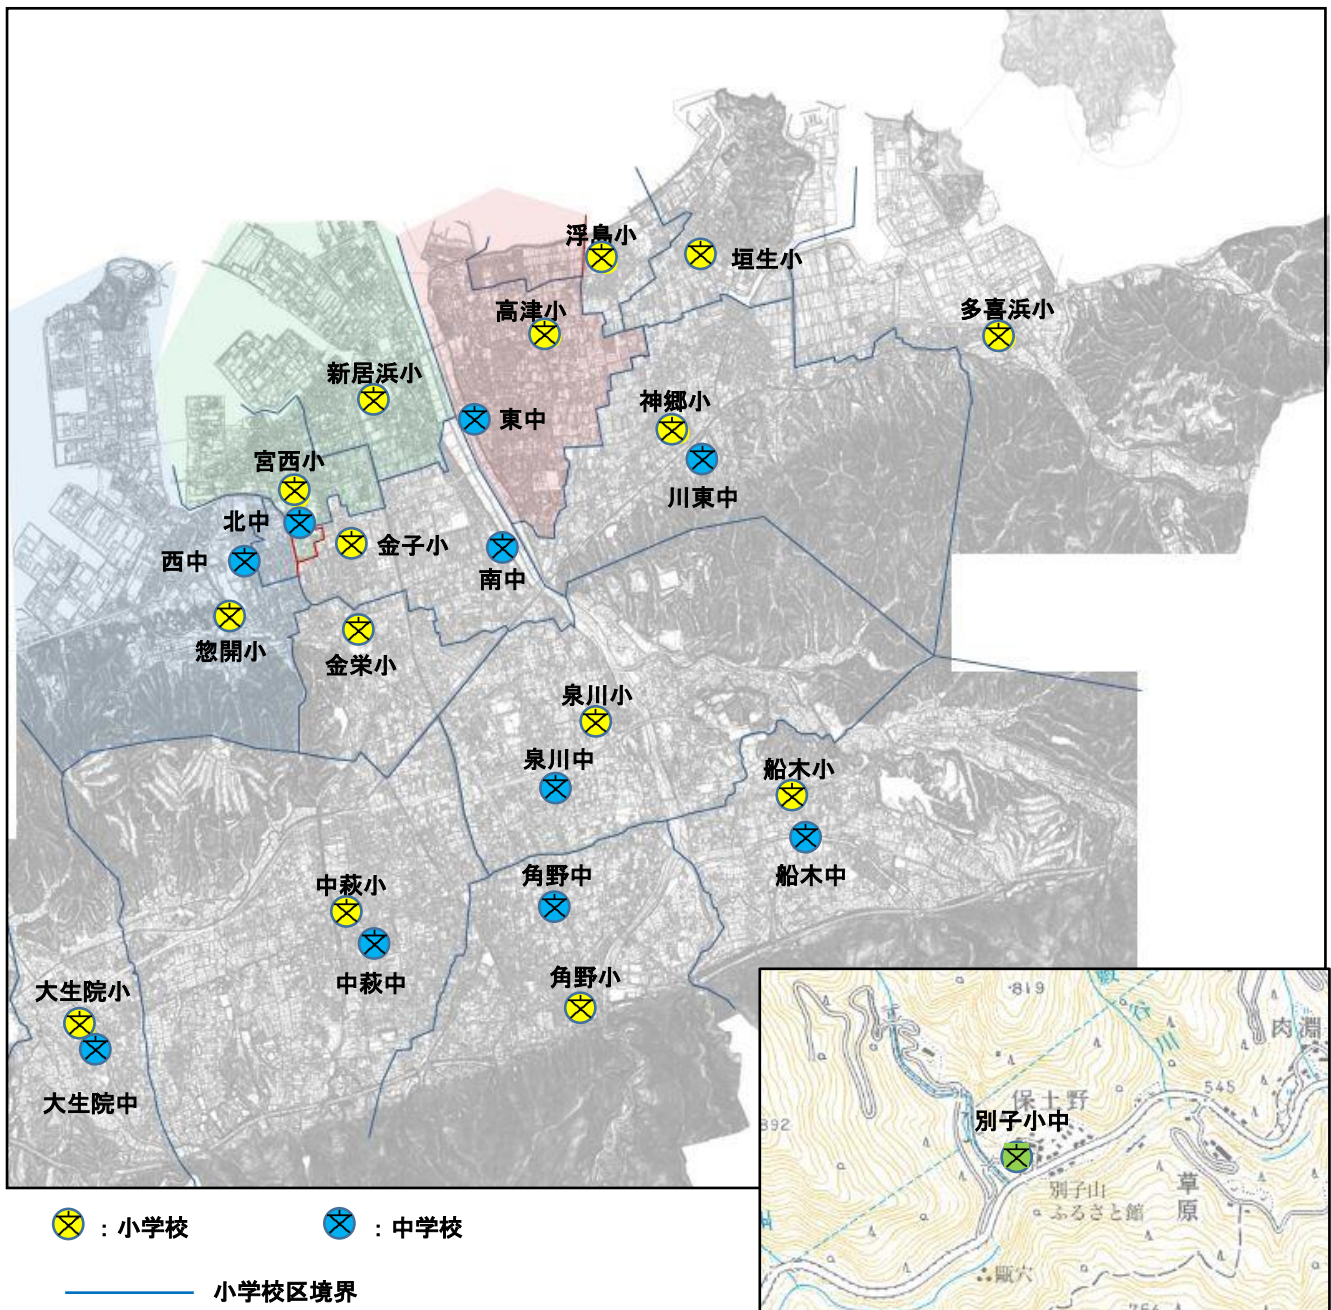 浮島小
垣生小
高津小
多喜浜小
新居浜小
神郷小
東中
宮西小
川東中
北中
金子小
西中
南中
惣開小
金栄小
泉川小
泉川中
船木小
角野中
船木中
中萩小
角野小
中萩中
大生院小
大生院中
・819
肉淵
545
保土野
892
別子小中
別子山
ふるさと館
草原
甌穴
：小学校
：中学校
小学校区境界